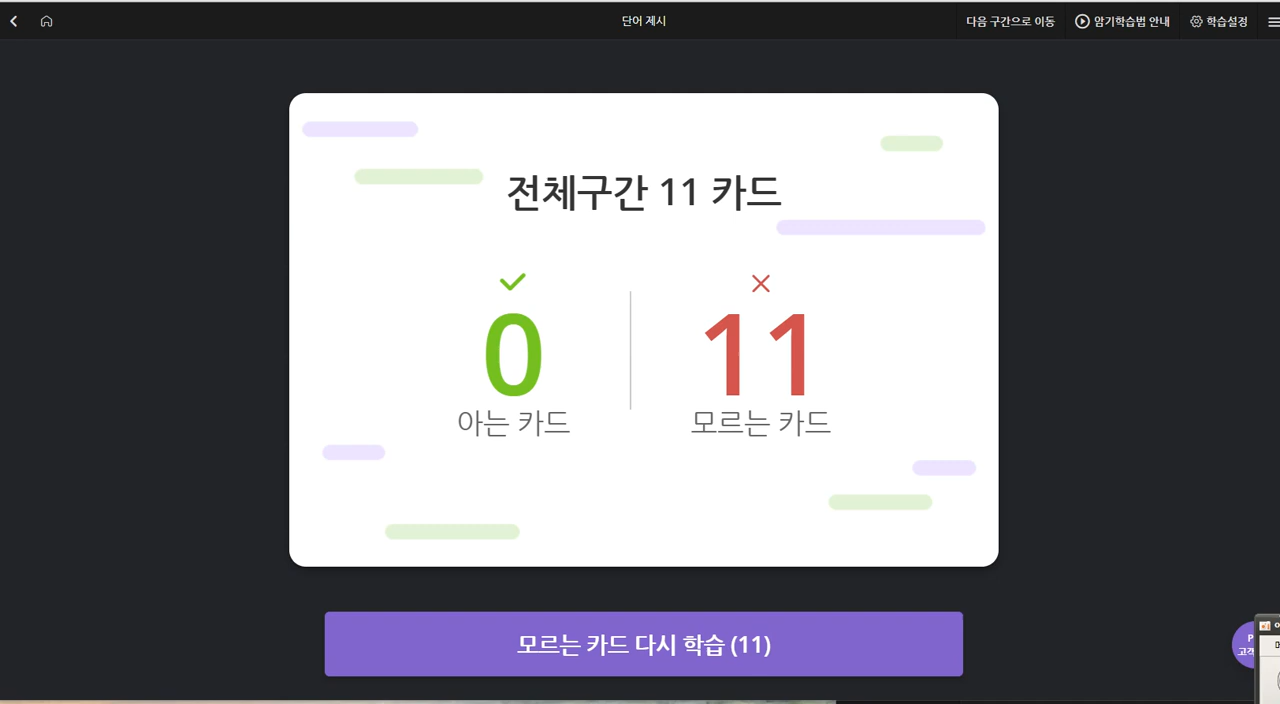 단어 제시
다음 구간으로 이동
암기학습법 안내
학습설정
전체구간 11 카드
0
아는 카드
11
모르는 카드
모르는 카드 다시 학습 (11)